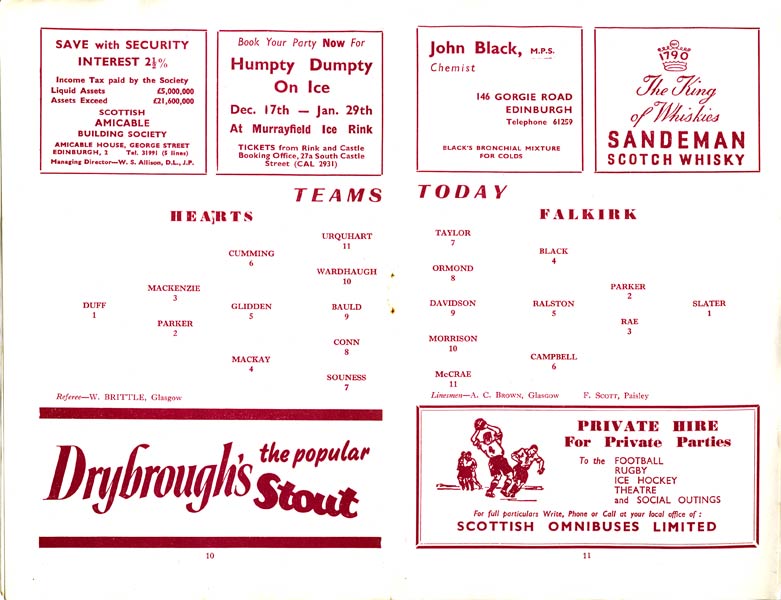 SAVE with SECURITY
INTEREST 2½%
Income Tax paid by the Society
Liquid Assets £5,000,000
Assets Exceed £21,600,000
SCOTTISH
AMICABLE
BUILDING SOCIETY
AMICABLE HOUSE, GEORGE STREET
EDINBURGH, 2 Tel. 31991 (5 lines)
Managing Director—W. S. Allison, D.L., J.P.
Book Your Party Now For
Humpty Dumpty
On Ice
Dec. 17th — Jan. 29th
At Murrayfield Ice Rink
TICKETS from Rink and Castle
Booking Office, 27a South Castle
Street (CAL 2931)
John Black, M.P.S.
Chemist
146 GORGIE ROAD
EDINBURGH
Telephone 61259
BLACK'S BRONCHIAL MIXTURE
FOR COLDS
1790
The King
of Whiskies
SANDEMAN
SCOTCH WHISKY
TEAMS TODAY
HEARTS
URQUHART
11
CUMMING
6
WARDHAUGH
10
MACKENZIE
3
DUFF
1
GLIDDEN
5
BAULD
9
PARKER
2
CONN
8
MACKAY
4
SOUNESS
7
Referee—W. BRITTLE, Glasgow
FALKIRK
TAYLOR
7
BLACK
4
ORMOND
8
PARKER
2
DAVIDSON
9
RALSTON
5
SLATER
1
RAE
3
MORRISON
10
CAMPBELL
6
McCRAE
11
Linesmen—A. C. BROWN, Glasgow F. SCOTT, Paisley
Drybrough's the popular
Stout
PRIVATE HIRE
For Private Parties
To the FOOTBALL
RUGBY
ICE HOCKEY
THEATRE
and SOCIAL OUTINGS
For full particulars Write, Phone or Call at your local office of :
SCOTTISH OMNIBUSES LIMITED
10
11